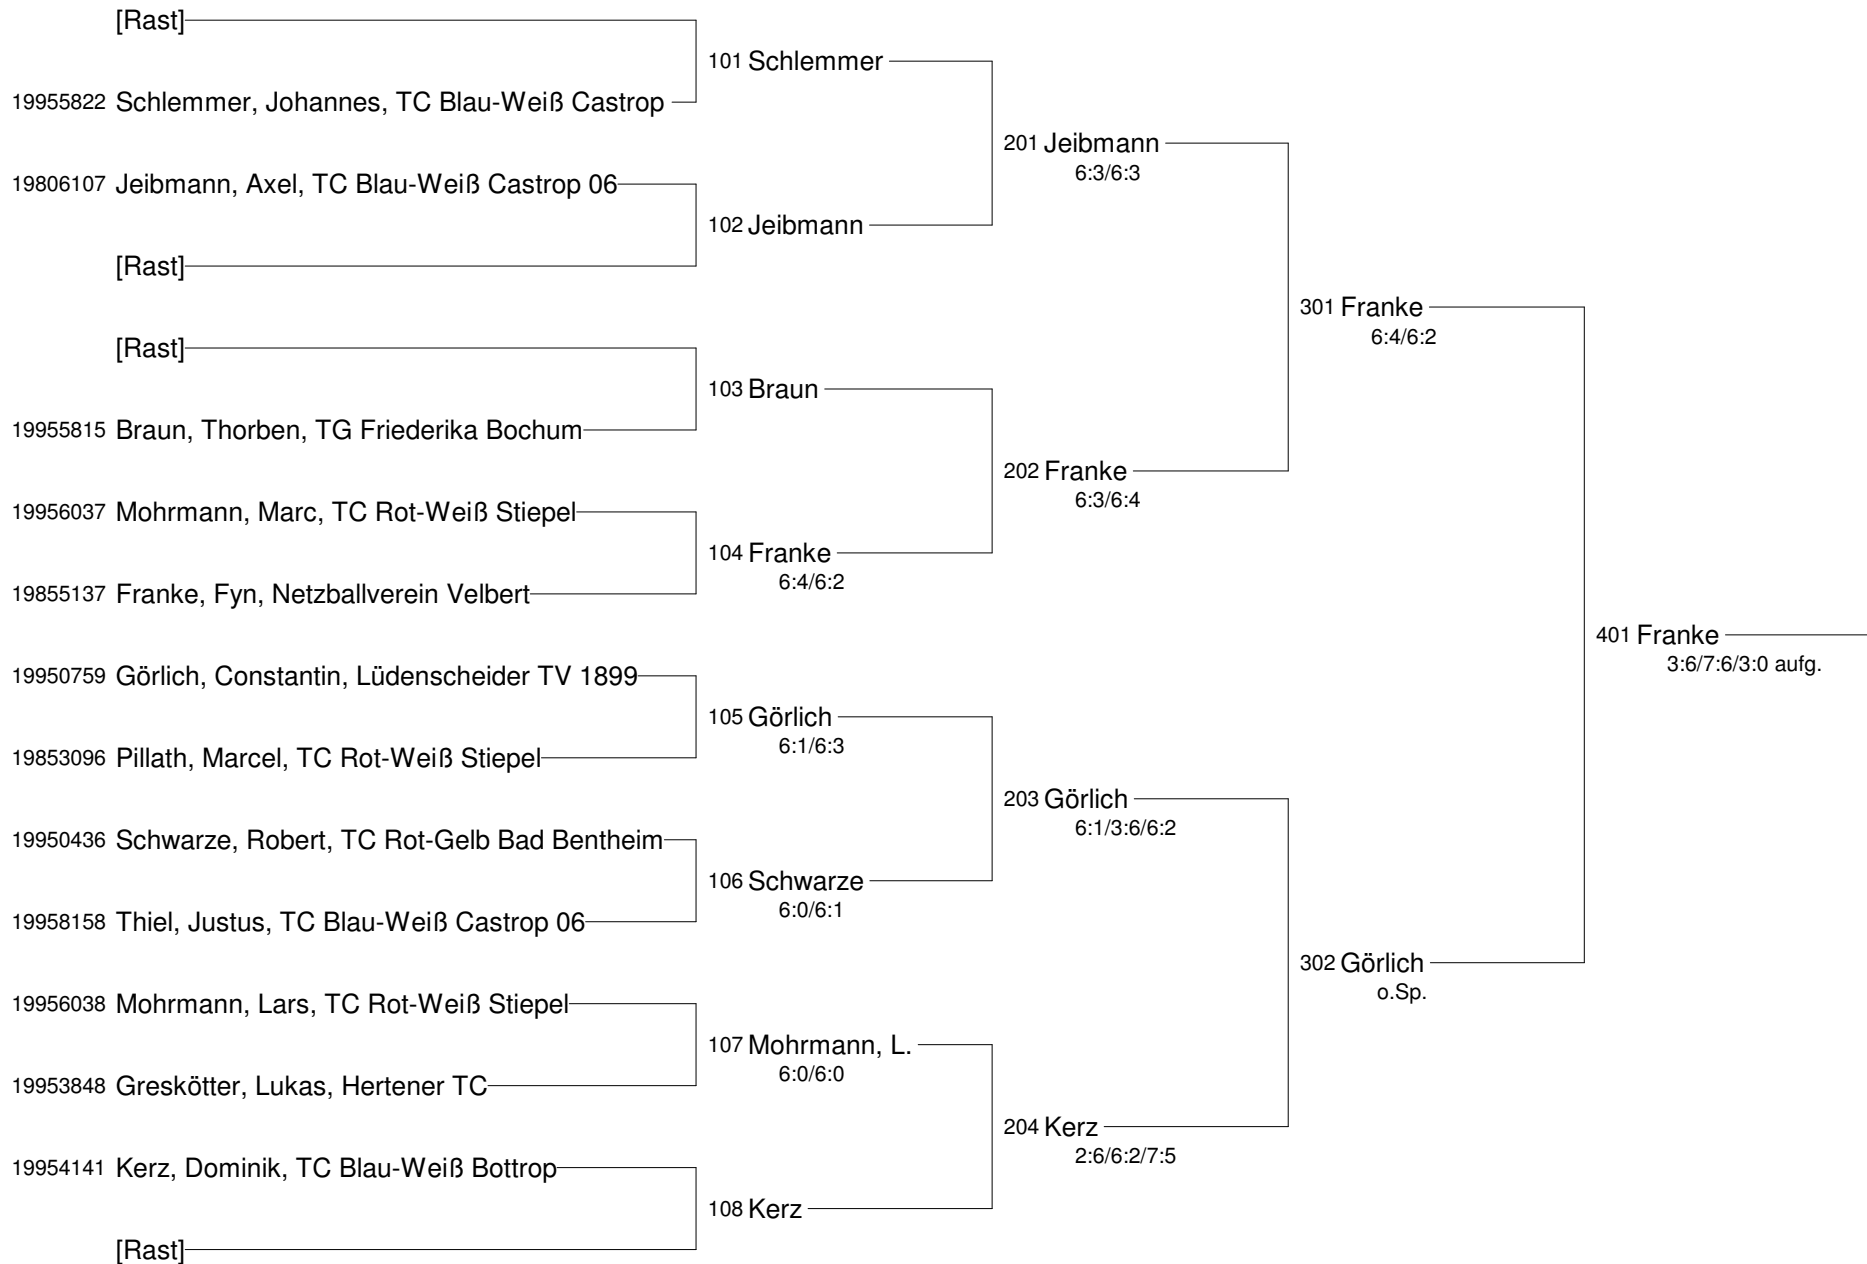 [Rast]
101 Schlemmer
19955822 Schlemmer, Johannes, TC Blau-Weiß Castrop
201 Jeibmann
6:3/6:3
19806107 Jeibmann, Axel, TC Blau-Weiß Castrop 06
102 Jeibmann
[Rast]
301 Franke
6:4/6:2
[Rast]
103 Braun
19955815 Braun, Thorben, TG Friederika Bochum
202 Franke
6:3/6:4
19956037 Mohrmann, Marc, TC Rot-Weiß Stiepel
104 Franke
6:4/6:2
19855137 Franke, Fyn, Netzballverein Velbert
401 Franke
3:6/7:6/3:0 aufg.
19950759 Görlich, Constantin, Lüdenscheider TV 1899
105 Görlich
6:1/6:3
19853096 Pillath, Marcel, TC Rot-Weiß Stiepel
203 Görlich
6:1/3:6/6:2
19950436 Schwarze, Robert, TC Rot-Gelb Bad Bentheim
106 Schwarze
6:0/6:1
19958158 Thiel, Justus, TC Blau-Weiß Castrop 06
302 Görlich
o.Sp.
19956038 Mohrmann, Lars, TC Rot-Weiß Stiepel
107 Mohrmann, L.
6:0/6:0
19953848 Greskötter, Lukas, Hertener TC
204 Kerz
2:6/6:2/7:5
19954141 Kerz, Dominik, TC Blau-Weiß Bottrop
108 Kerz
[Rast]